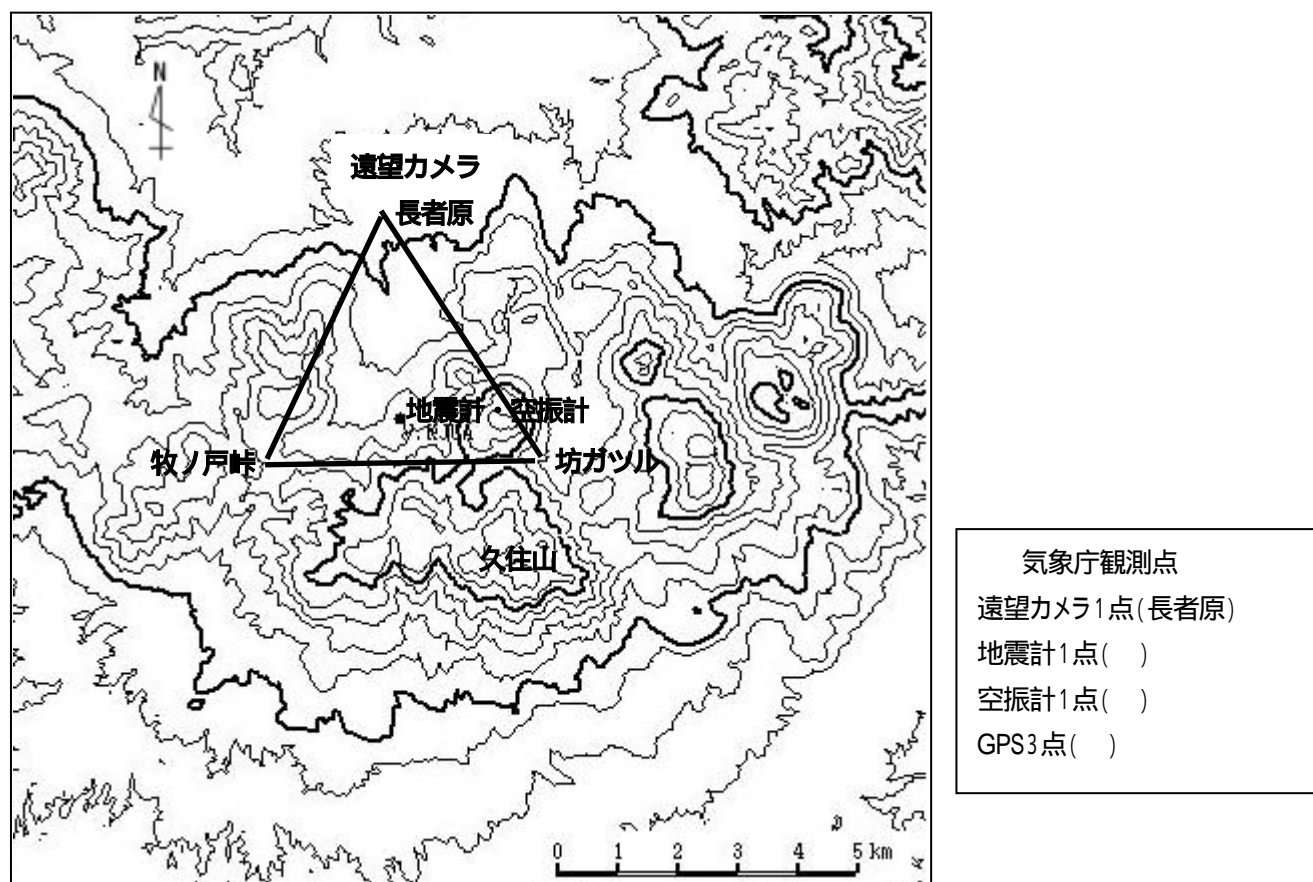 N
遠望カメラ
長者原
地震計・空振計
牧ノ戸峠
坊ガツル
久住山
0 1 2 3 4 5 km
気象庁観測点
遠望カメラ1点(長者原)
地震計1点( )
空振計1点( )
GPS3点( )